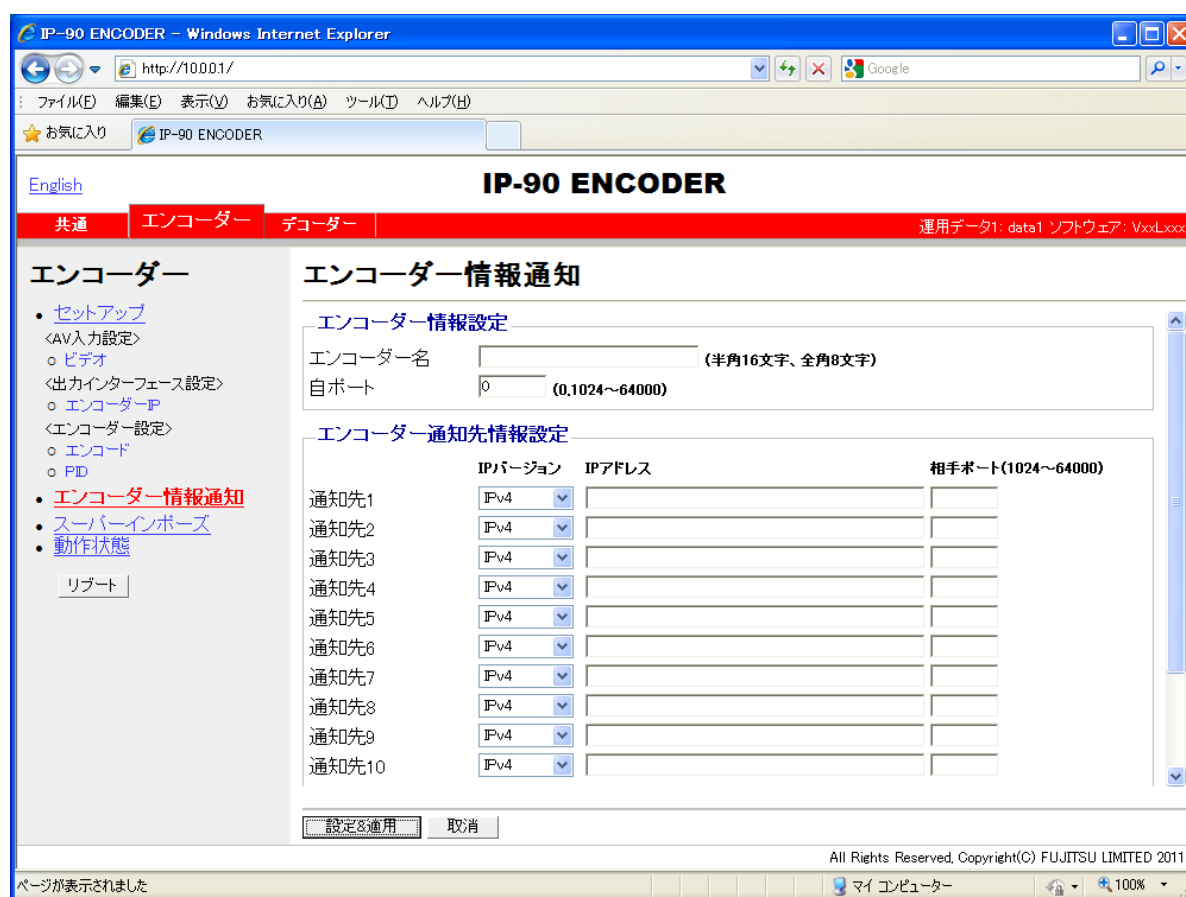 IP-90 ENCODER - Windows Internet Explorer
http://10.0.0.1/
Google
ファイル(F) 編集(E) 表示(V) お気に入り(A) ツール(T) ヘルプ(H)
お気に入り
IP-90 ENCODER
English
IP-90 ENCODER
共通 エンコーダー デコーダー
運用データ1: data1 ソフトウェア: VxxLxxx
エンコーダー
セットアップ
<AV入力設定>
ビデオ
<出力インターフェース設定>
エンコーダーIP
<エンコーダー設定>
エンコード
PID
エンコーダー情報通知
スーパーインポーズ
動作状態
リブート
エンコーダー情報通知
エンコーダー情報設定
エンコーダー名 (半角16文字、全角8文字)
自ポート 0 (0,1024～64000)
エンコーダー通知先情報設定
IPバージョン IPアドレス 相手ポート(1024～64000)
通知先1 IPv4
通知先2 IPv4
通知先3 IPv4
通知先4 IPv4
通知先5 IPv4
通知先6 IPv4
通知先7 IPv4
通知先8 IPv4
通知先9 IPv4
通知先10 IPv4
設定&適用 取消
All Rights Reserved, Copyright(C) FUJITSU LIMITED 2011
ページが表示されました
マイ コンピューター
100%